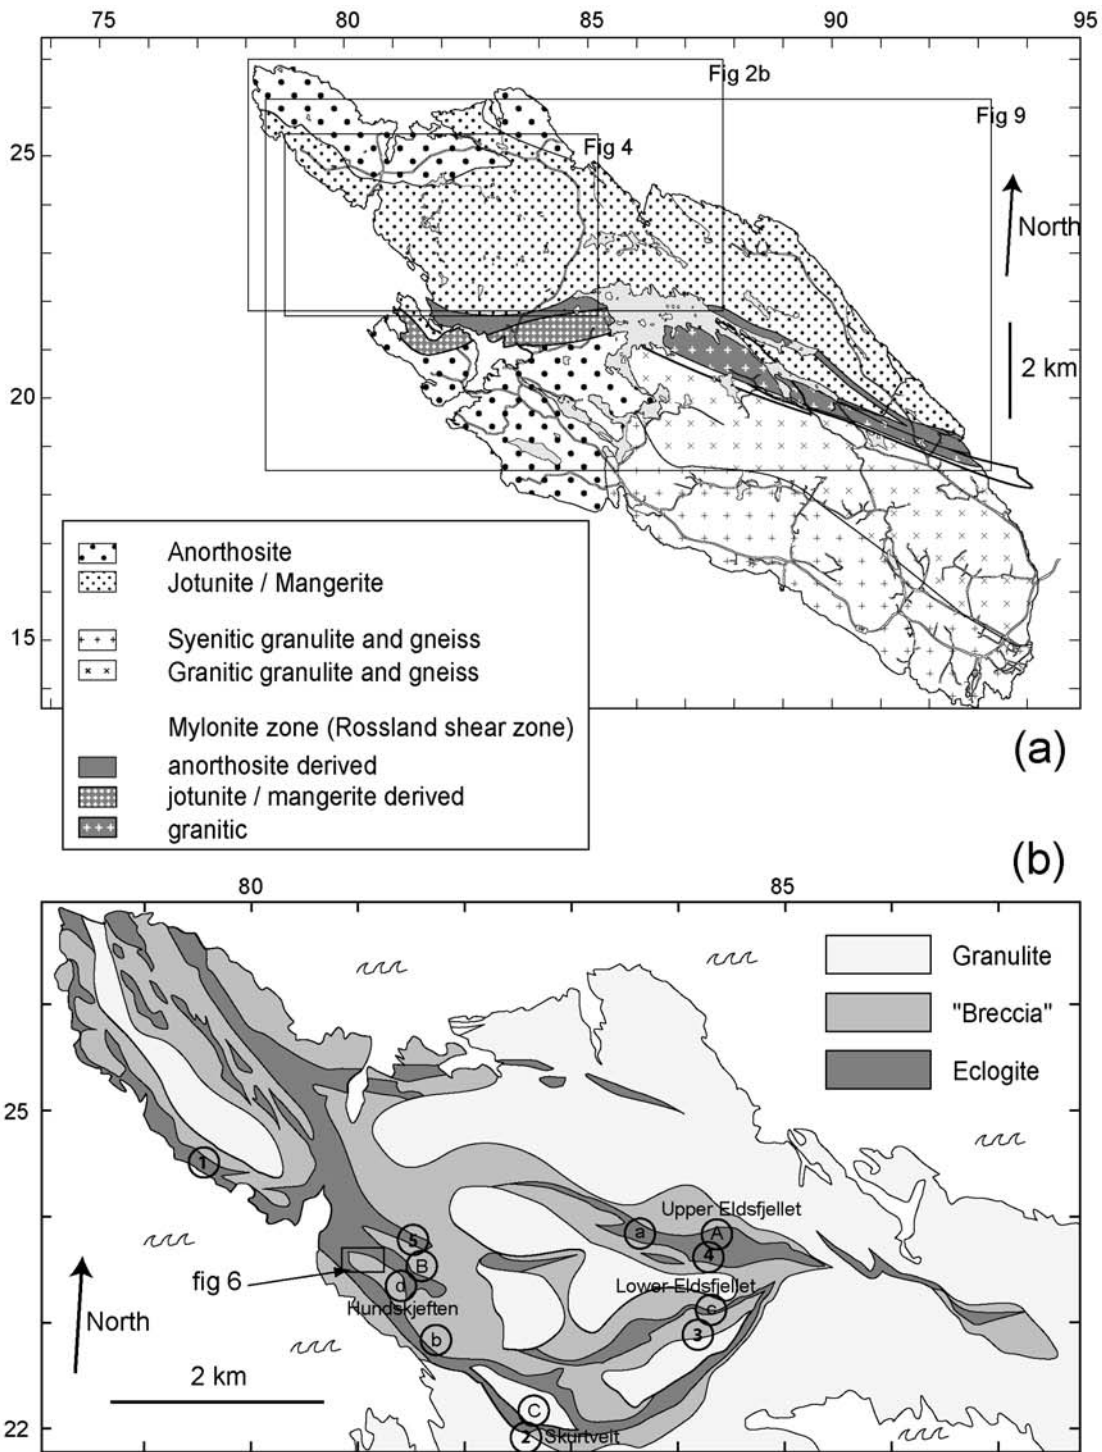 75 80 85 90 95
Fig 2b
Fig 9
Fig 4
25
North
2 km
20
15
Anorthosite
Jotunite / Mangerite
Syenitic granulite and gneiss
Granitic granulite and gneiss
Mylonite zone (Rossland shear zone)
anorthosite derived
jotunite / mangerite derived
granitic
(a)
(b)
80 85
Granulite
"Breccia"
Eclogite
25
1
Upper Eldsfjellet
a A
5
4
B
fig 6
d
Lower Eldsfjellet
c
Hundskjeften
North
3
b
2 km
C
22
2 Skurtveit